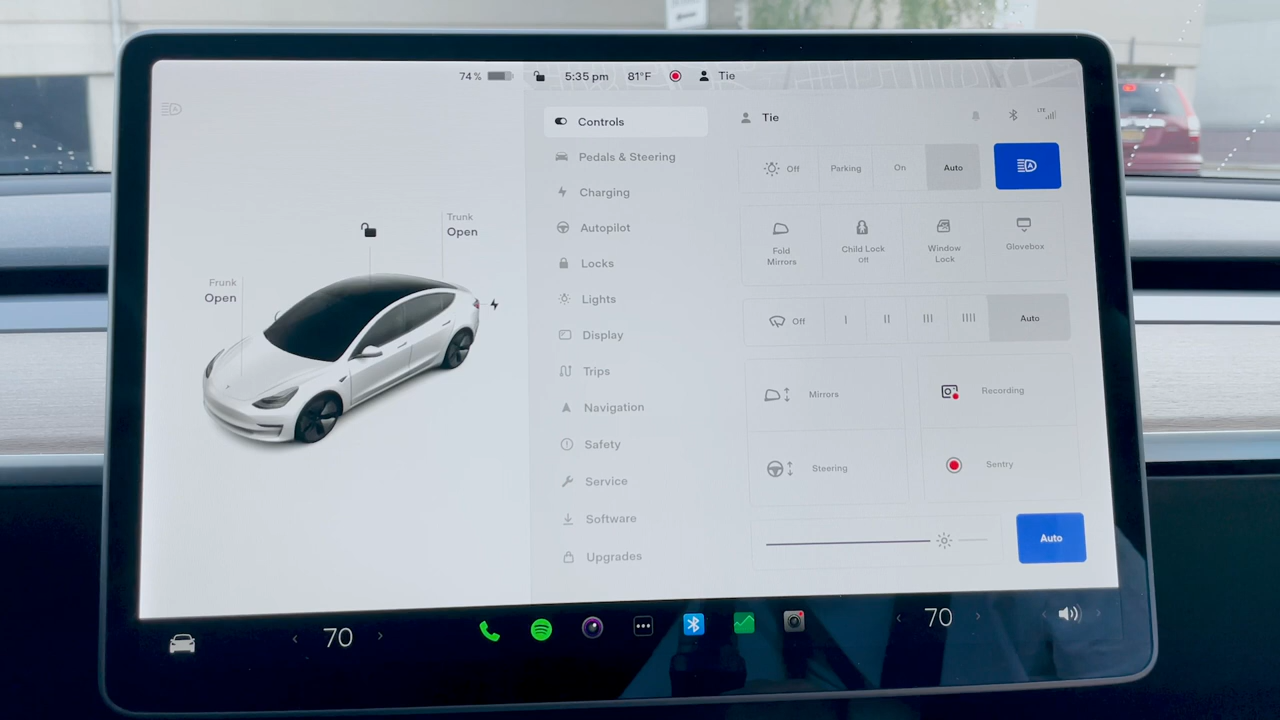 74 %
5:35 pm
81°F
Tie
Trunk
Open
Frunk
Open
Controls
Pedals & Steering
Charging
Autopilot
Locks
Lights
Display
Trips
Navigation
Safety
Service
Software
Upgrades
Tie
LTE
Off
Parking
On
Auto
A
Fold
Mirrors
Child Lock
Off
Window
Lock
Glovebox
Off
I
II
III
IIII
Auto
Mirrors
Recording
Steering
Sentry
Auto
70
70